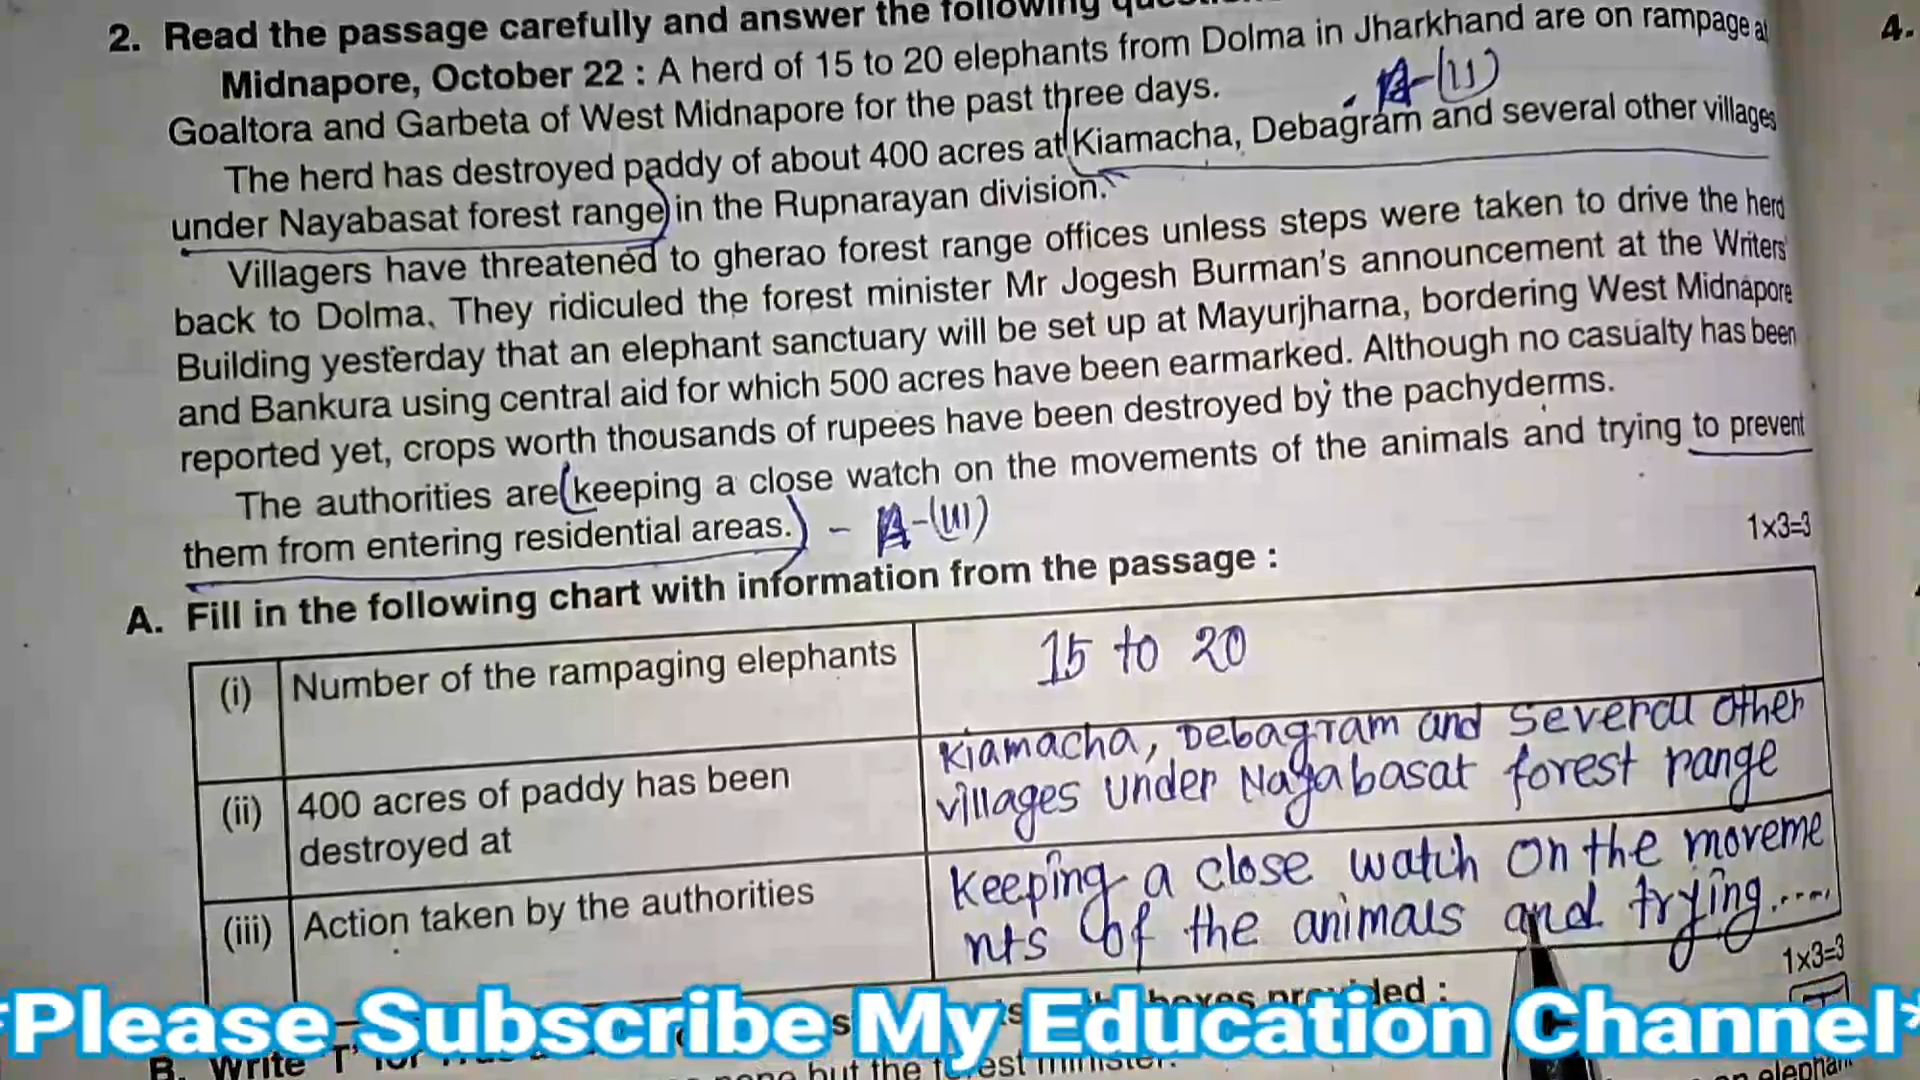 2. Read the passage carefully and answer the following
4.
Midnapore, October 22 : A herd of 15 to 20 elephants from Dolma in Jharkhand are on rampage at
Goaltora and Garbeta of West Midnapore for the past three days.
A-(ii)
The herd has destroyed paddy of about 400 acres at Kiamacha, Debagram and several other villages
under Nayabasat forest range in the Rupnarayan division.
Villagers have threatened to gherao forest range offices unless steps were taken to drive the herd
back to Dolma. They ridiculed the forest minister Mr Jogesh Burman's announcement at the Writers'
Building yesterday that an elephant sanctuary will be set up at Mayurjharna, bordering West Midnapore
and Bankura using central aid for which 500 acres have been earmarked. Although no casualty has been
reported yet, crops worth thousands of rupees have been destroyed by the pachyderms.
The authorities are keeping a close watch on the movements of the animals and trying to prevent
them from entering residential areas. - A-(iii)
1x3=3
A. Fill in the following chart with information from the passage :
(i) Number of the rampaging elephants 15 to 20
(ii) 400 acres of paddy has been
destroyed at
Kiamacha, Debagram and several other
villages under Nayabasat forest range
(iii) Action taken by the authorities
Keeping a close watch on the moveme
nts of the animals and trying.....
1x3=3
*Please Subscribe My Education Channel*
B. Write 'T' for
but the forest minister.